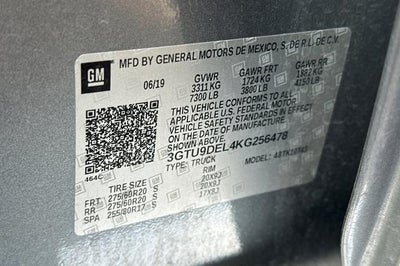 GM
MFD BY GENERAL MOTORS DE MEXICO, S. DE R.L. DE C.V.
06/19 GVWR GAWR FRT GAWR RR
3311 KG 1724 KG 1882 KG
7300 LB 3800 LB 4150 LB
THIS VEHICLE CONFORMS TO ALL
APPLICABLE U.S. FEDERAL MOTOR
VEHICLE SAFETY STANDARDS IN EFFECT ON THE DATE OF MANUFACTURE SHOWN ABOVE.
3GTU9DEL4KG256478
464C TYPE: TRUCK MODEL: 4BTK10743
TIRE SIZE RIM
FRT 275/60R20 S 20X9J
RR 275/60R20 S 20X9J
SPA 255/80R17 S 17X8J